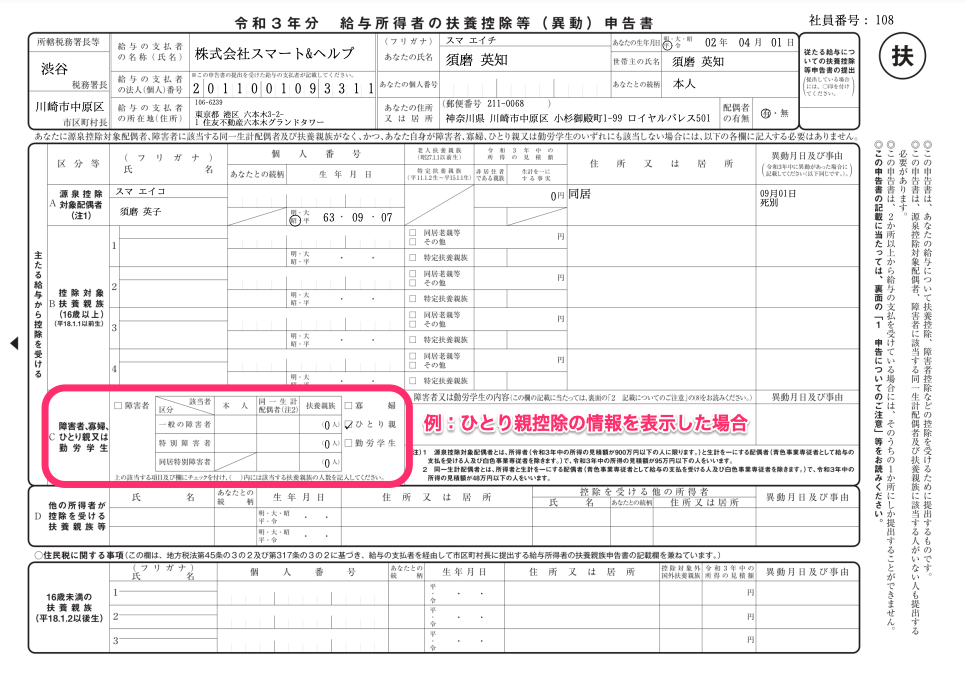 令和３年分　給与所得者の扶養控除等（異動）申告書
社員番号： 108
所轄税務署長等
渋谷
税務署長
川崎市中原区
市区町村長
給与の支払者の名称（氏名）
株式会社スマート&ヘルプ
給与の支払者の法人（個人）番号
※この申告書の提出を受けた給与の支払者が記載してください。
2011001093311
給与の支払者の所在地（住所）
106-6239
東京都 港区 六本木3-2-
1 住友不動産六本木グランドタワー
（フリガナ）
スマ エイチ
あなたの氏名
須磨 英知
あなたの個人番号
あなたの住所又は居所
（郵便番号 211-0068 ）
神奈川県 川崎市中原区 小杉御殿町1-99 ロイヤルパレス501
あなたの生年月日
明・大・昭
平・令
02 年 04 月 01 日
世帯主の氏名
須磨 英知
あなたとの続柄
本人
配偶者の有無
有・無
従たる給与についての扶養控除等申告書の提出
（提出している場合には、○印を付けてください。）
扶
あなたに源泉控除対象配偶者、障害者に該当する同一生計配偶者及び扶養親族がなく、かつ、あなた自身が障害者、寡婦、ひとり親又は勤労学生のいずれにも該当しない場合には、以下の各欄に記入する必要はありません。
区分等
（フリガナ）
氏名
個人番号
あなたとの続柄
生年月日
老人扶養親族
（昭27.1.1以前生）
特定扶養親族
（平11.1.2生～平15.1.1生）
令和３年中の所得の見積額
非居住者である親族
生計を一にする事実
住所又は居所
異動月日及び事由
（令和3年中に異動があった場合に記載してください（以下同じです。）。）
主たる給与から控除を受ける
A
源泉控除対象配偶者（注1）
スマ エイコ
須磨 英子
明・大
昭・平
63 ・ 09 ・ 07
0円
同居
09月01日
死別
B
控除対象扶養親族（16歳以上）
（平18.1.1以前生）
1
明・大
昭・平
・ ・
□ 同居老親等
□ その他
□ 特定扶養親族
円
2
明・大
昭・平
・ ・
□ 同居老親等
□ その他
□ 特定扶養親族
円
3
明・大
昭・平
・ ・
□ 同居老親等
□ その他
□ 特定扶養親族
円
4
明・大
昭・平
・ ・
□ 同居老親等
□ その他
□ 特定扶養親族
円
C
障害者、寡婦、ひとり親又は勤労学生
□ 障害者
区分
該当者
本人
同一生計配偶者（注2）
扶養親族
一般の障害者
（0人）
特別障害者
（0人）
同居特別障害者
（0人）
□ 寡婦
✓ ひとり親
□ 勤労学生
上の該当する項目及び欄にチェックを付け、（ ）内には該当する扶養親族の人数を記入してください。
障害者又は勤労学生の内容（この欄の記載に当たっては、裏面の「2 記載についてのご注意」の(8)をお読みください。）
異動月日及び事由
例：ひとり親控除の情報を表示した場合
注）1 源泉控除対象配偶者とは、所得者（令和3年中の所得の見積額が900万円以下の人に限ります。）と生計を一にする配偶者（青色事業専従者として給与の支払を受ける人及び白色事業専従者を除きます。）で、令和3年中の所得の見積額が95万円以下の人をいいます。
2 同一生計配偶者とは、所得者と生計を一にする配偶者（青色事業専従者として給与の支払を受ける人及び白色事業専従者を除きます。）で、令和3年中の所得の見積額が48万円以下の人をいいます。
D
他の所得者が控除を受ける扶養親族等
氏名
あなたとの続柄
生年月日
住所又は居所
控除を受ける他の所得者
氏名
あなたとの続柄
住所又は居所
異動月日及び事由
明・大・昭
平・令
・ ・
明・大・昭
平・令
・ ・
○住民税に関する事項（この欄は、地方税法第45条の３の２及び第317条の３の２に基づき、給与の支払者を経由して市区町村長に提出する給与所得者の扶養親族申告書の記載欄を兼ねています。）
16歳未満の扶養親族
（平18.1.2以後生）
（フリガナ）
氏名
個人番号
あなたとの続柄
生年月日
住所又は居所
控除対象外国外扶養親族
令和３年中の所得の見積額
異動月日及び事由
1
平・令
・ ・
円
2
平・令
・ ・
円
3
平・令
・ ・
円
◎この申告書は、あなたの給与について扶養控除、障害者控除などの控除を受けるために提出するものです。
◎この申告書は、源泉控除対象配偶者、障害者に該当する同一生計配偶者及び扶養親族に該当する人がいない人も提出する必要があります。
◎この申告書は、２か所以上から給与の支払を受けている場合には、そのうちの１か所にしか提出することができません。
◎この申告書の記載に当たっては、裏面の「１ 申告についてのご注意」等をお読みください。